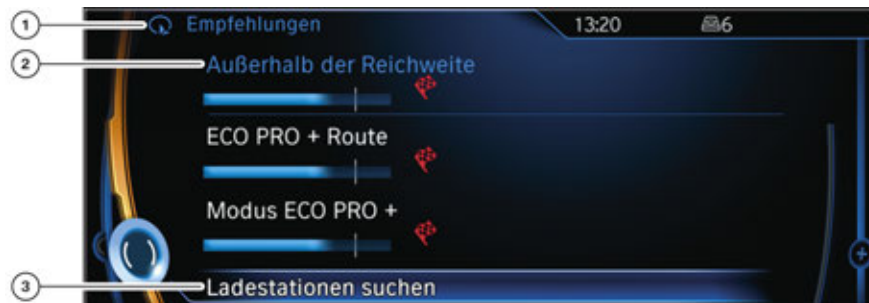 1 Empfehlungen 13:20 6
2 Außerhalb der Reichweite
ECO PRO + Route
Modus ECO PRO +
3 Ladestationen suchen